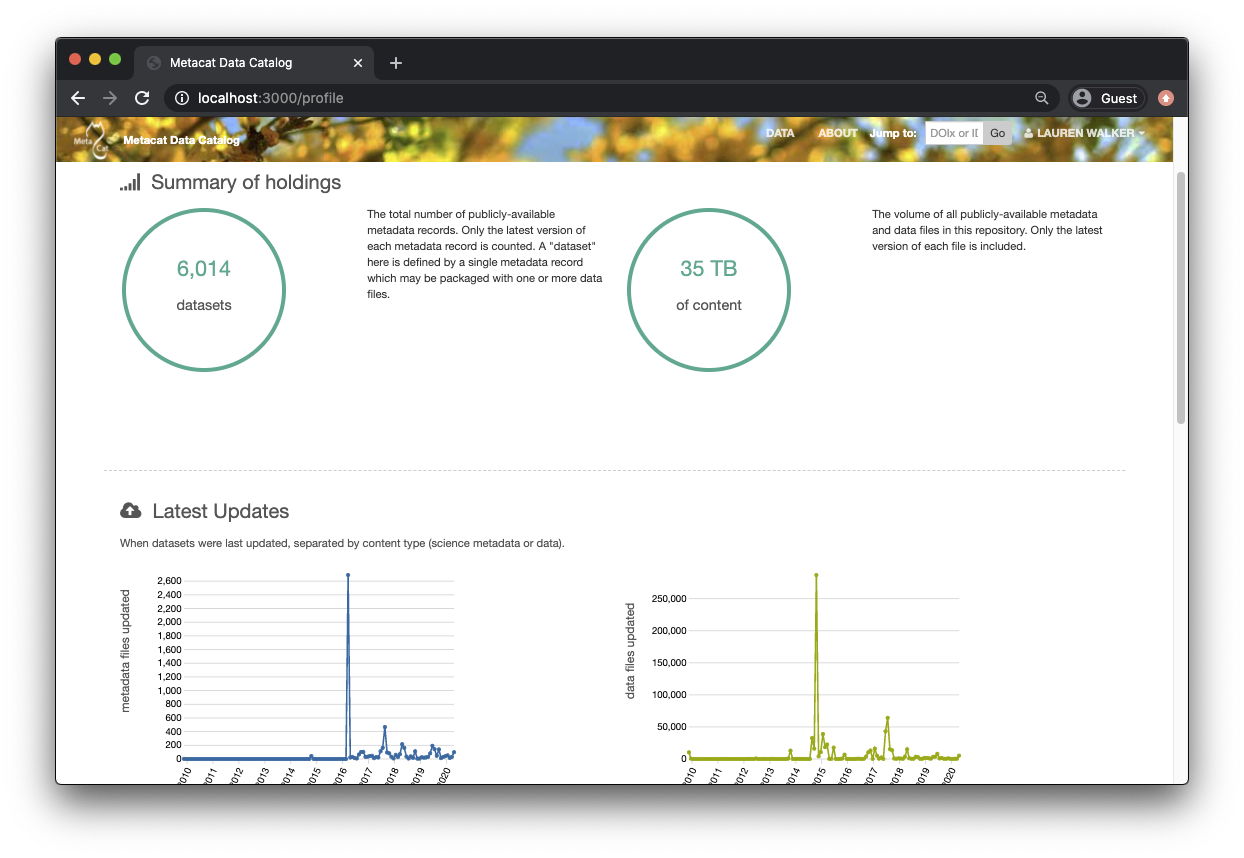 Metacat Data Catalog
localhost:3000/profile
Guest
Meta
Cat
Metacat Data Catalog
DATA
ABOUT
Jump to:
DOIx or ID
Go
LAUREN WALKER
Summary of holdings
6,014
datasets
The total number of publicly-available
metadata records. Only the latest version of
each metadata record is counted. A "dataset"
here is defined by a single metadata record
which may be packaged with one or more data
files.
35 TB
of content
The volume of all publicly-available metadata
and data files in this repository. Only the latest
version of each file is included.
Latest Updates
When datasets were last updated, separated by content type (science metadata or data).
metadata files updated
2,600
2,400
2,200
2,000
1,800
1,600
1,400
1,200
1,000
800
600
400
200
0
2010
2011
2012
2013
2014
2015
2016
2017
2018
2019
2020
data files updated
250,000
200,000
150,000
100,000
50,000
0
2010
2011
2012
2013
2014
2015
2016
2017
2018
2019
2020